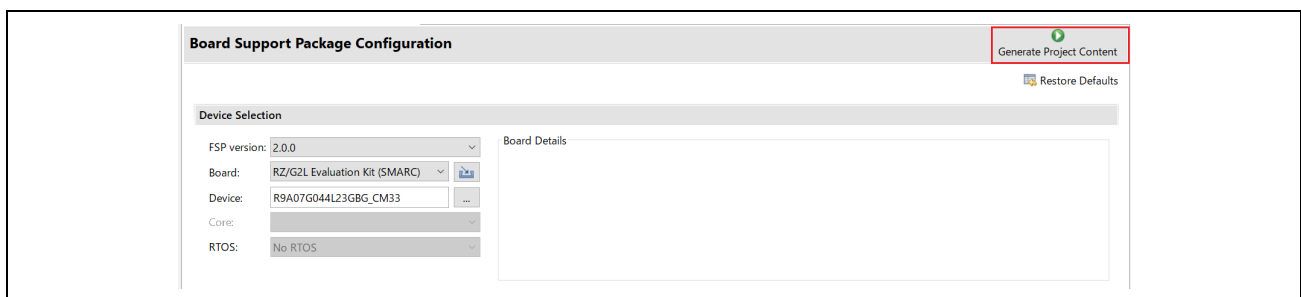 Board Support Package Configuration
Generate Project Content
Restore Defaults
Device Selection
FSP version: 2.0.0
Board: RZ/G2L Evaluation Kit (SMARC)
Device: R9A07G044L23GBG_CM33 ...
Core:
RTOS: No RTOS
Board Details